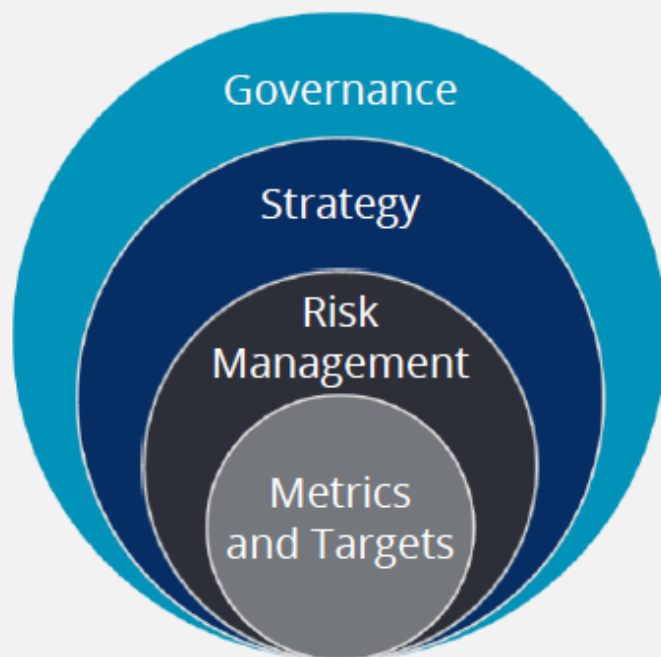 Governance
Strategy
Risk
Management
Metrics
and Targets